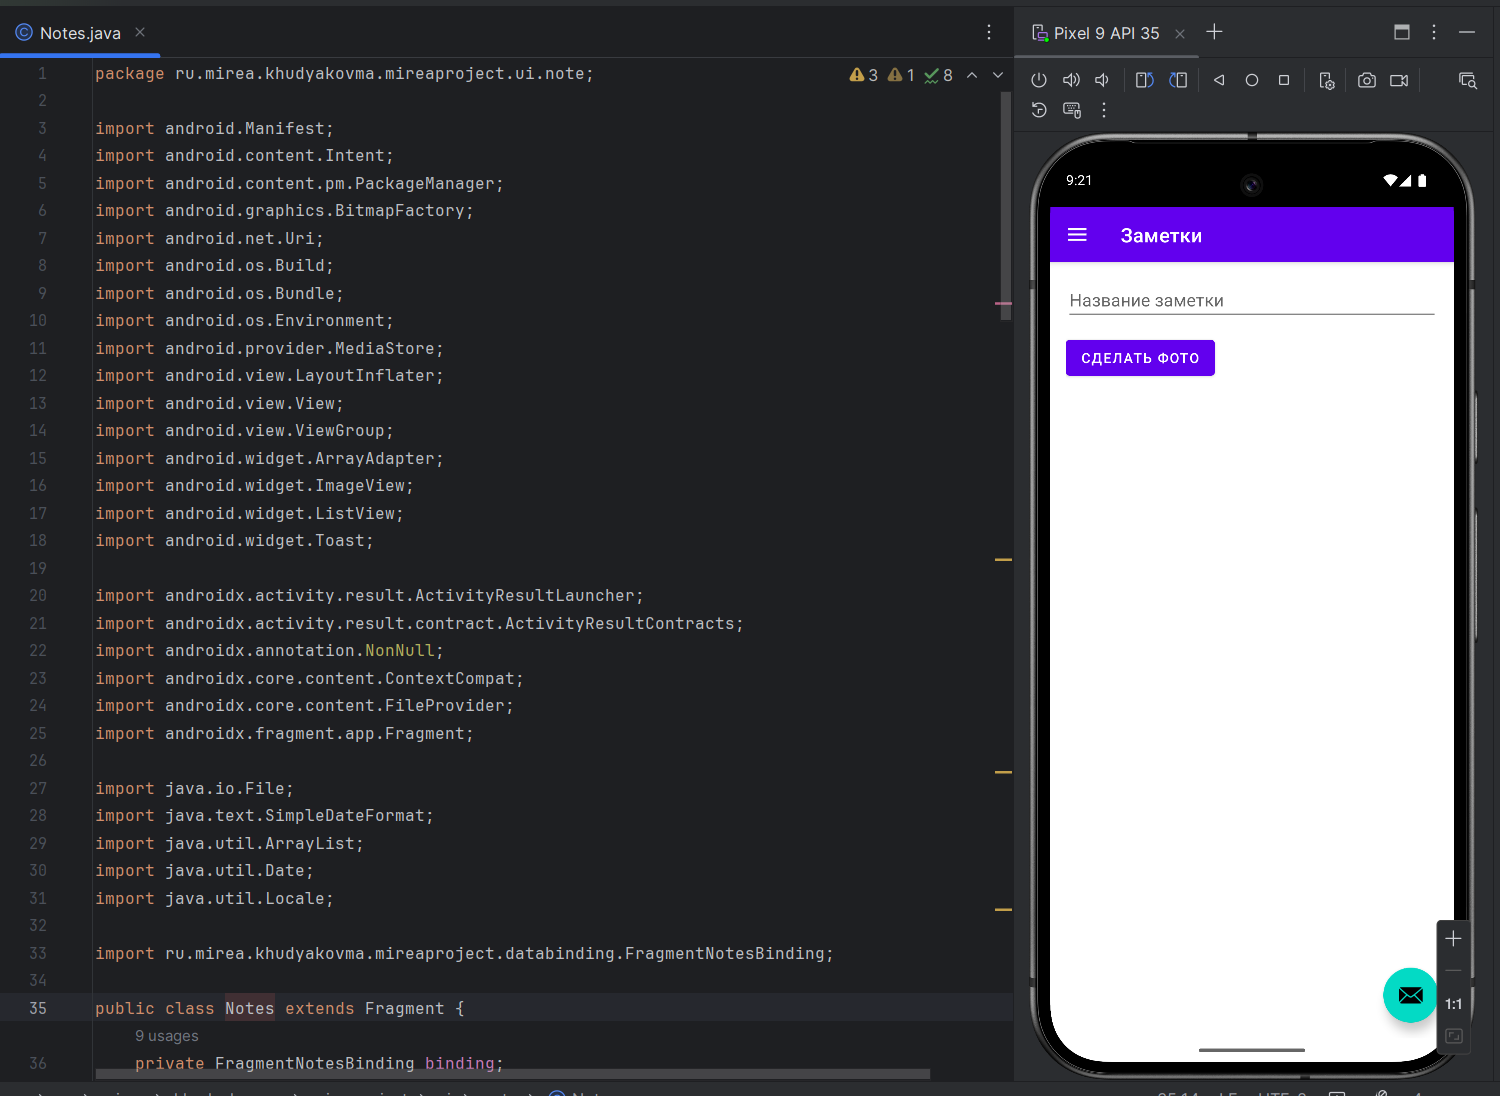 Notes.java
Pixel 9 API 35
3 1 8
1 package ru.mirea.khudyakovma.mireaproject.ui.note;
2
3 import android.Manifest;
4 import android.content.Intent;
5 import android.content.pm.PackageManager;
6 import android.graphics.BitmapFactory;
7 import android.net.Uri;
8 import android.os.Build;
9 import android.os.Bundle;
10 import android.os.Environment;
11 import android.provider.MediaStore;
12 import android.view.LayoutInflater;
13 import android.view.View;
14 import android.view.ViewGroup;
15 import android.widget.ArrayAdapter;
16 import android.widget.ImageView;
17 import android.widget.ListView;
18 import android.widget.Toast;
19
20 import androidx.activity.result.ActivityResultLauncher;
21 import androidx.activity.result.contract.ActivityResultContracts;
22 import androidx.annotation.NonNull;
23 import androidx.core.content.ContextCompat;
24 import androidx.core.content.FileProvider;
25 import androidx.fragment.app.Fragment;
26
27 import java.io.File;
28 import java.text.SimpleDateFormat;
29 import java.util.ArrayList;
30 import java.util.Date;
31 import java.util.Locale;
32
33 import ru.mirea.khudyakovma.mireaproject.databinding.FragmentNotesBinding;
34
35 public class Notes extends Fragment {
9 usages
36 private FragmentNotesBinding binding;
9:21
Заметки
Название заметки
СДЕЛАТЬ ФОТО
1:1